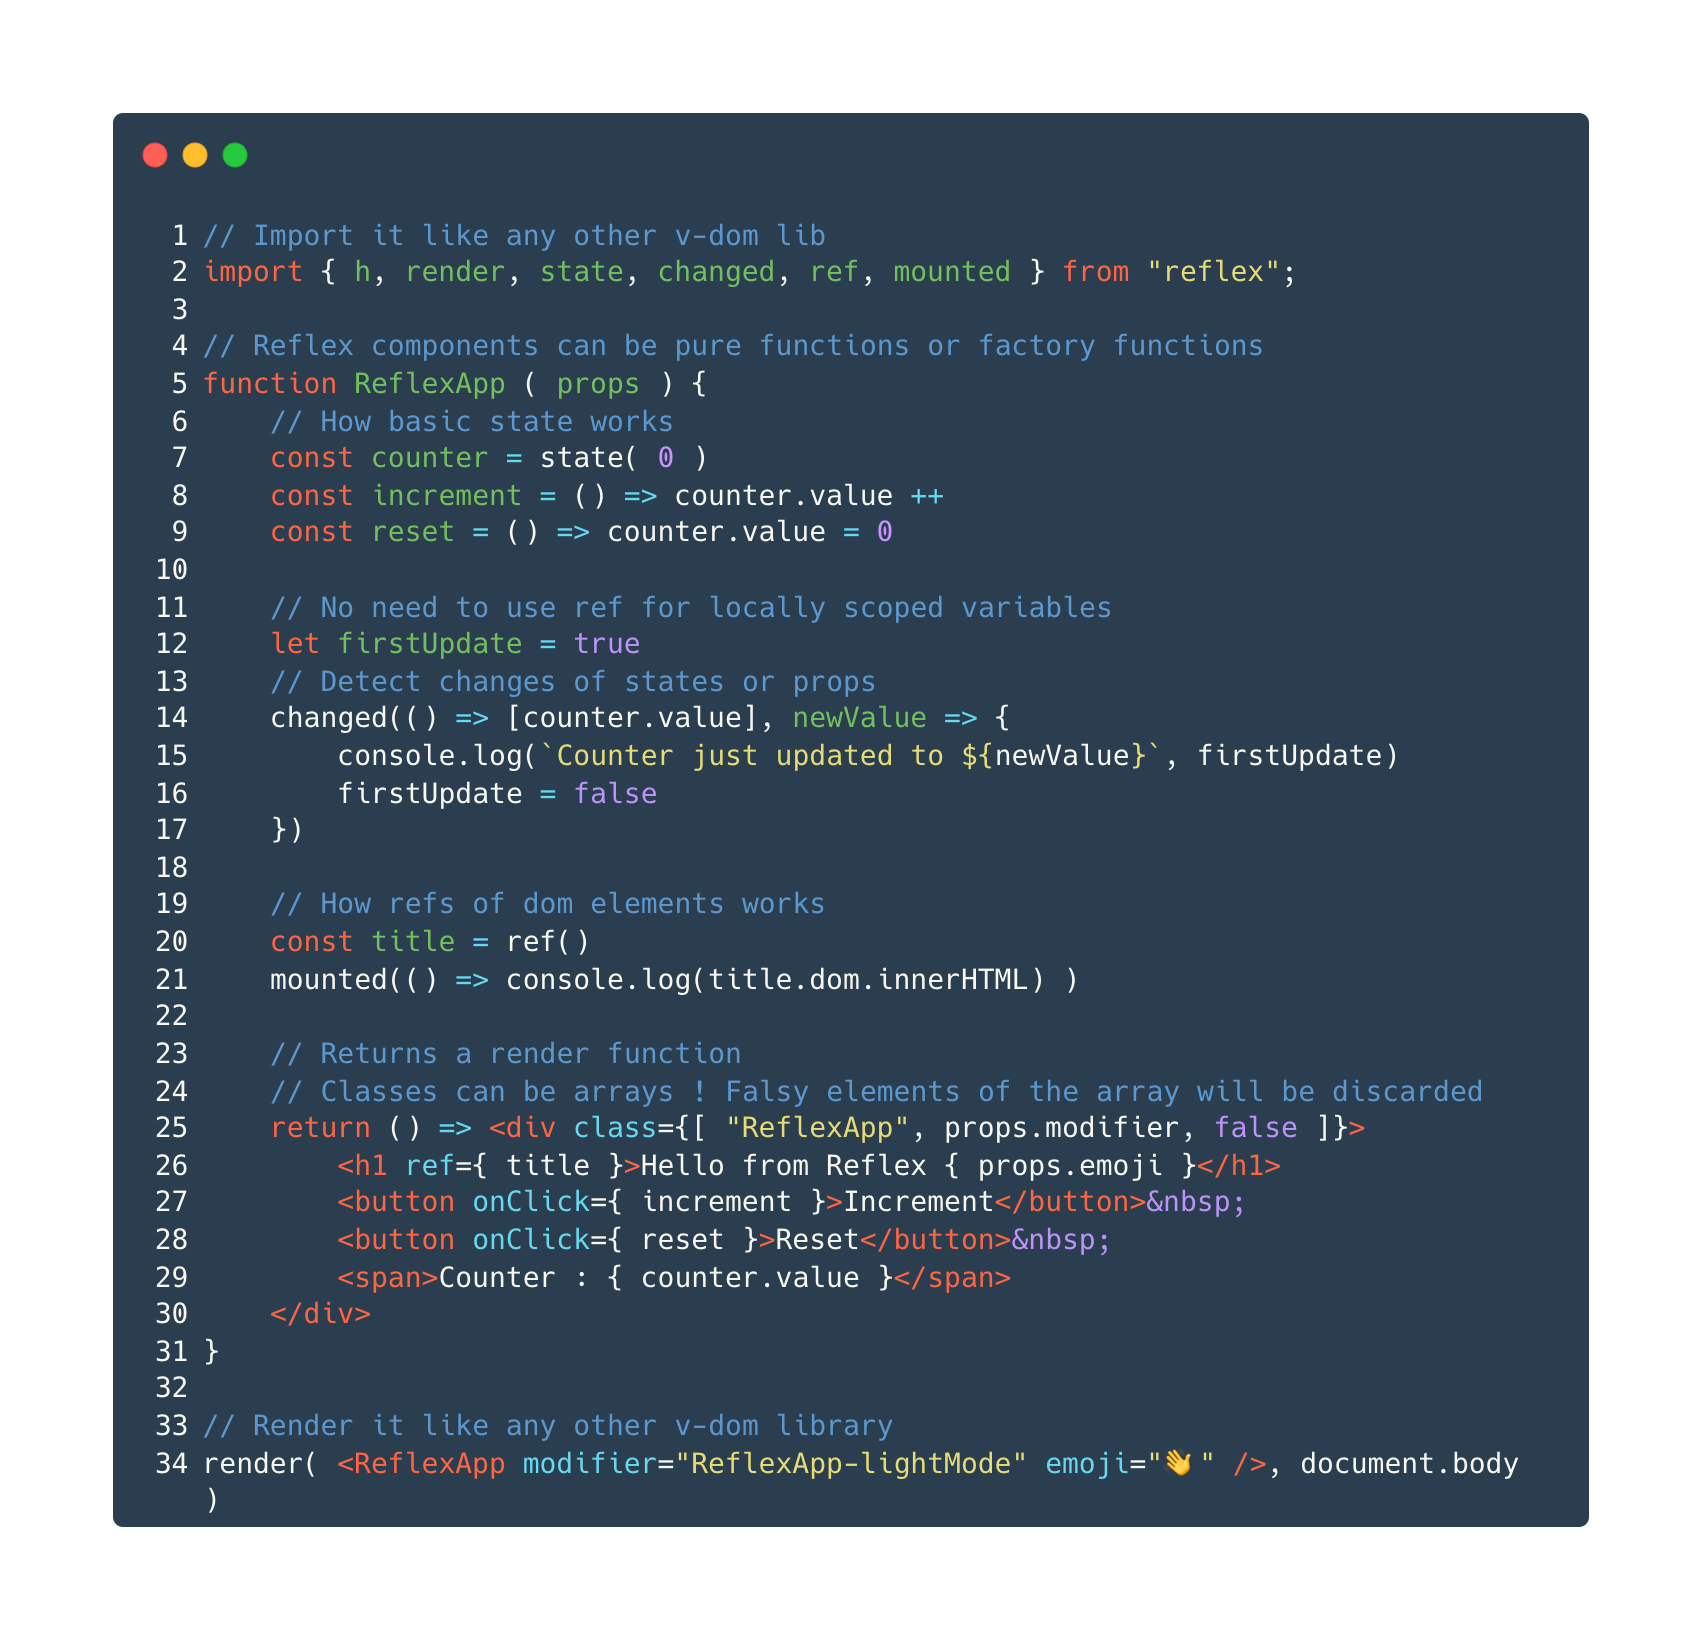 1 // Import it like any other v-dom lib
2 import { h, render, state, changed, ref, mounted } from "reflex";
3
4 // Reflex components can be pure functions or factory functions
5 function ReflexApp ( props ) {
6     // How basic state works
7     const counter = state( 0 )
8     const increment = () => counter.value ++
9     const reset = () => counter.value = 0
10
11     // No need to use ref for locally scoped variables
12     let firstUpdate = true
13     // Detect changes of states or props
14     changed(() => [counter.value], newValue => {
15         console.log(`Counter just updated to ${newValue}`, firstUpdate)
16         firstUpdate = false
17     })
18
19     // How refs of dom elements works
20     const title = ref()
21     mounted(() => console.log(title.dom.innerHTML) )
22
23     // Returns a render function
24     // Classes can be arrays ! Falsy elements of the array will be discarded
25     return () => <div class={[ "ReflexApp", props.modifier, false ]}>
26         <h1 ref={ title }>Hello from Reflex { props.emoji }</h1>
27         <button onClick={ increment }>Increment</button>&nbsp;
28         <button onClick={ reset }>Reset</button>&nbsp;
29         <span>Counter : { counter.value }</span>
30     </div>
31 }
32
33 // Render it like any other v-dom library
34 render( <ReflexApp modifier="ReflexApp-lightMode" emoji="👋" />, document.body
)